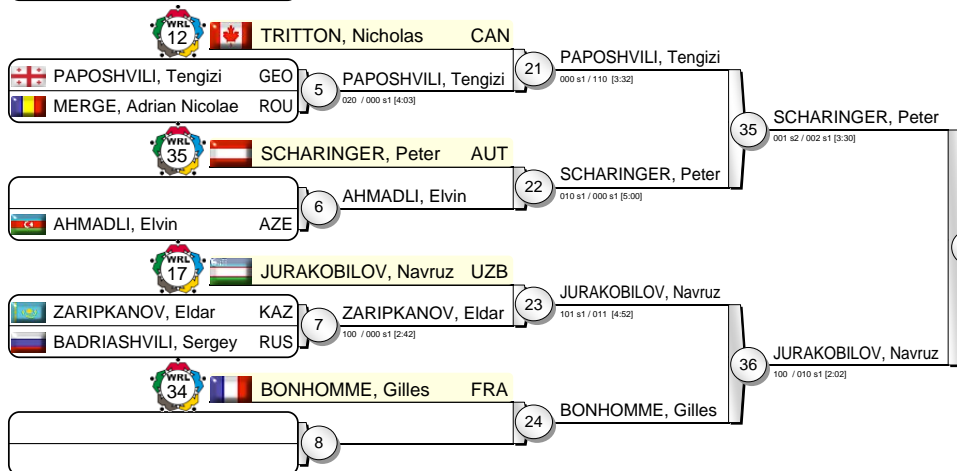 WRL
12
TRITTON, Nicholas CAN
PAPOSHVILI, Tengizi GEO
MERGE, Adrian Nicolae ROU
5
PAPOSHVILI, Tengizi
020 / 000 s1 [4:03]
21
PAPOSHVILI, Tengizi
000 s1 / 110 [3:32]
WRL
35
SCHARINGER, Peter AUT
AHMADLI, Elvin AZE
6
AHMADLI, Elvin
22
SCHARINGER, Peter
010 s1 / 000 s1 [5:00]
35
SCHARINGER, Peter
001 s2 / 002 s1 [3:30]
WRL
17
JURAKOBILOV, Navruz UZB
ZARIPKANOV, Eldar KAZ
BADRIASHVILI, Sergey RUS
7
ZARIPKANOV, Eldar
100 / 000 s1 [2:42]
23
JURAKOBILOV, Navruz
101 s1 / 011 [4:52]
WRL
34
BONHOMME, Gilles FRA
8
24
BONHOMME, Gilles
36
JURAKOBILOV, Navruz
100 / 010 s1 [2:02]